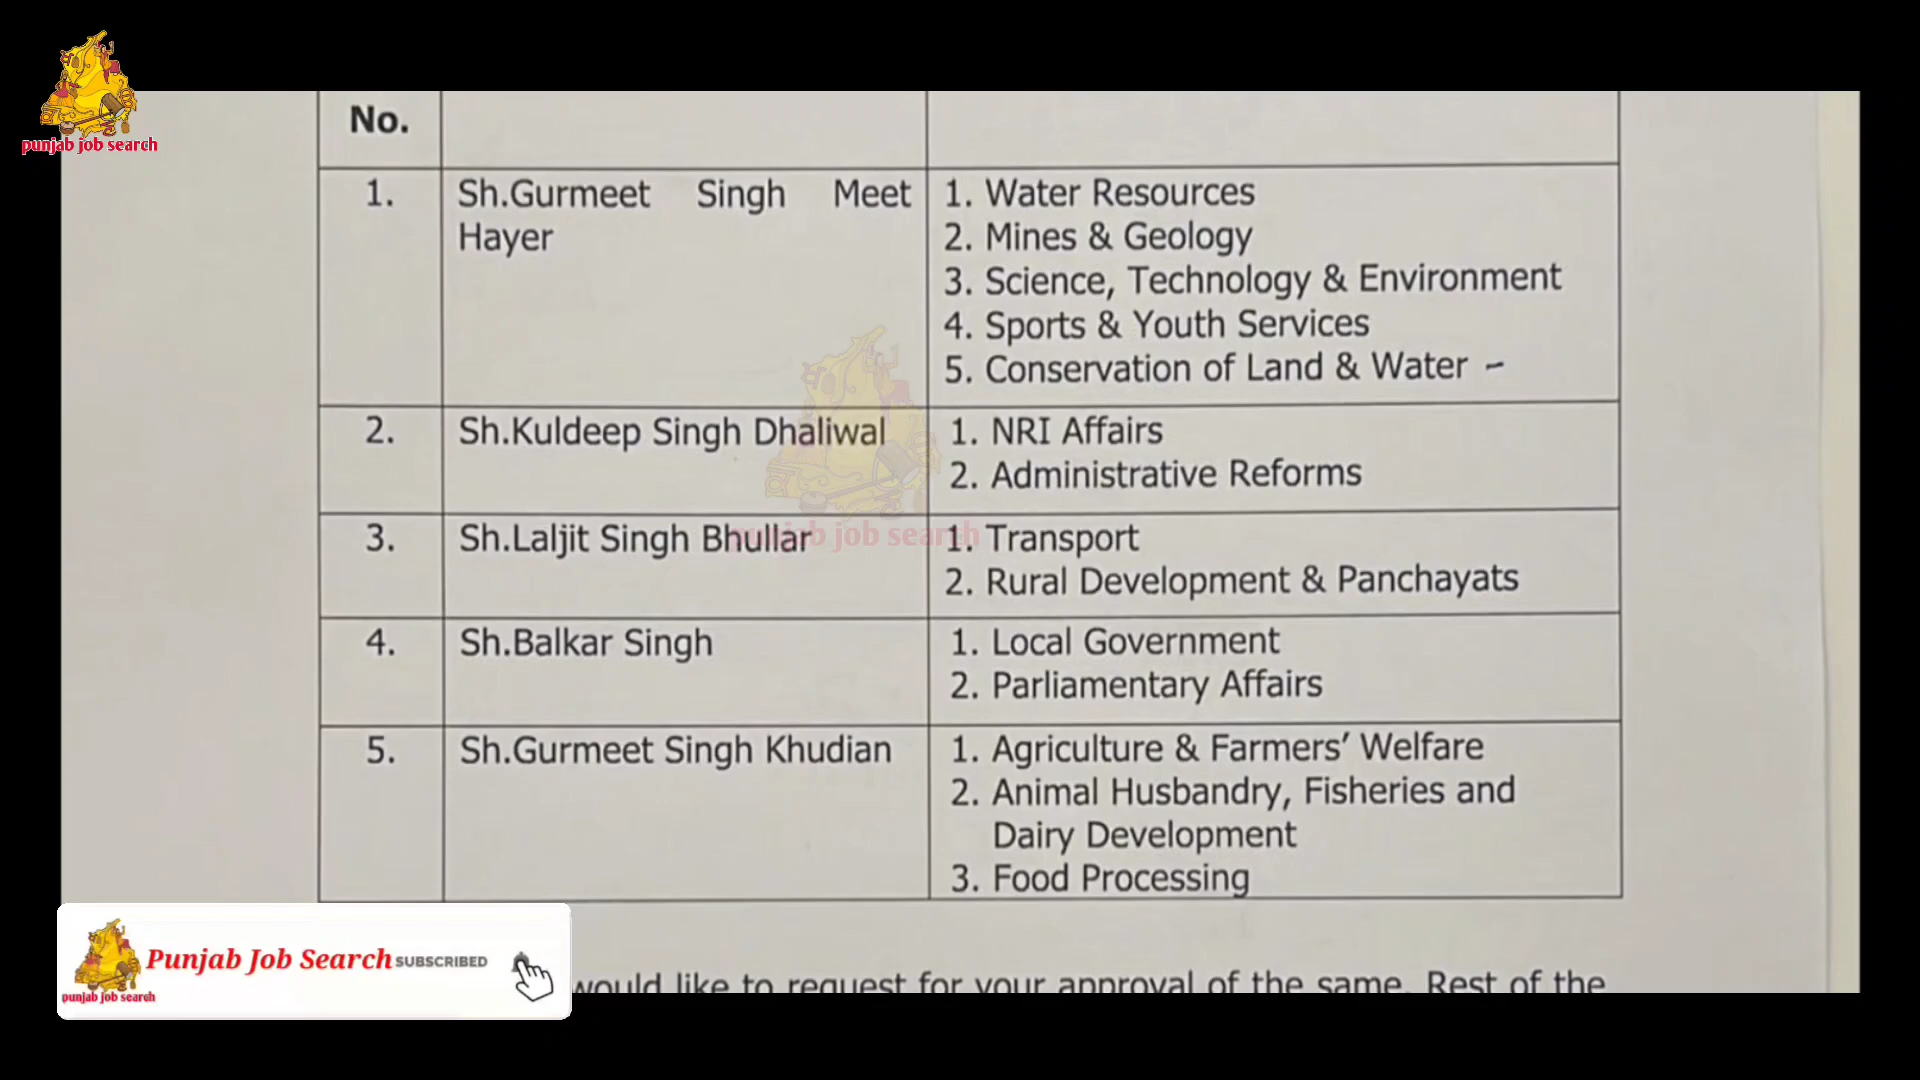 punjab job search
No.
1. Sh.Gurmeet Singh Meet 1. Water Resources
Hayer 2. Mines & Geology
3. Science, Technology & Environment
4. Sports & Youth Services
5. Conservation of Land & Water –
2. Sh.Kuldeep Singh Dhaliwal 1. NRI Affairs
2. Administrative Reforms
3. Sh.Laljit Singh Bhullar 1. Transport
punjab job search
2. Rural Development & Panchayats
4. Sh.Balkar Singh 1. Local Government
2. Parliamentary Affairs
5. Sh.Gurmeet Singh Khudian 1. Agriculture & Farmers’ Welfare
2. Animal Husbandry, Fisheries and
Dairy Development
3. Food Processing
Punjab Job Search SUBSCRIBED
punjab job search
would like to request for your approval of the same. Rest of the